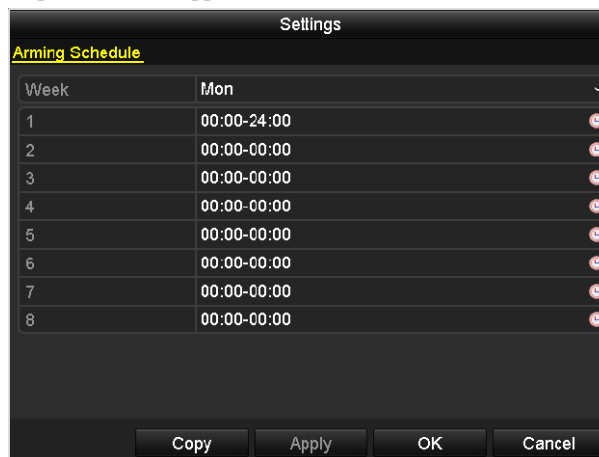 Settings
Arming Schedule
Week Mon
1 00:00-24:00
2 00:00-00:00
3 00:00-00:00
4 00:00-00:00
5 00:00-00:00
6 00:00-00:00
7 00:00-00:00
8 00:00-00:00
Copy Apply OK Cancel